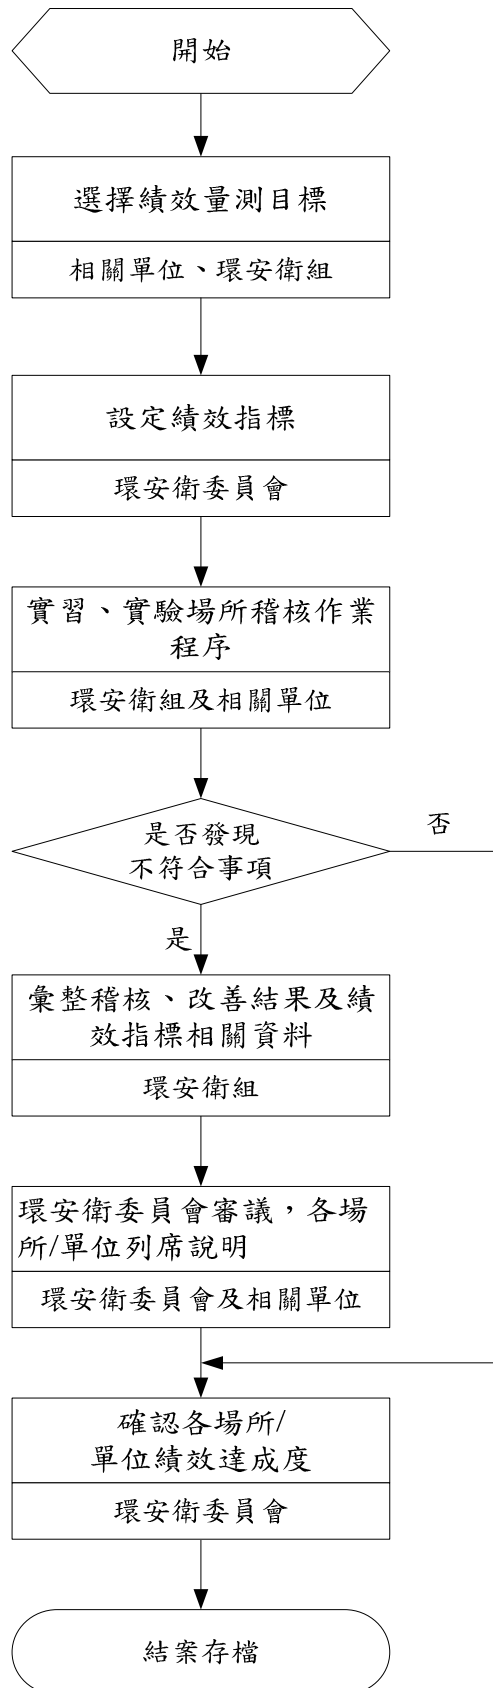 開始
選擇績效量測目標
相關單位、環安衛組
設定績效指標
環安衛委員會
實習、實驗場所稽核作業
程序
環安衛組及相關單位
是否發現
不符合事項
否
是
彙整稽核、改善結果及績
效指標相關資料
環安衛組
環安衛委員會審議，各場
所/單位列席說明
環安衛委員會及相關單位
確認各場所/
單位績效達成度
環安衛委員會
結案存檔